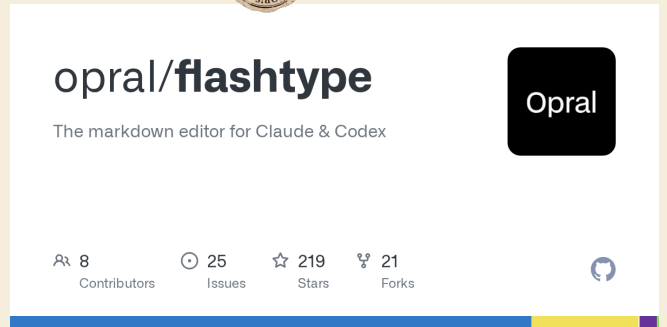 opral/flashtype
Opral
The markdown editor for Claude & Codex
8
Contributors
25
Issues
219
Stars
21
Forks